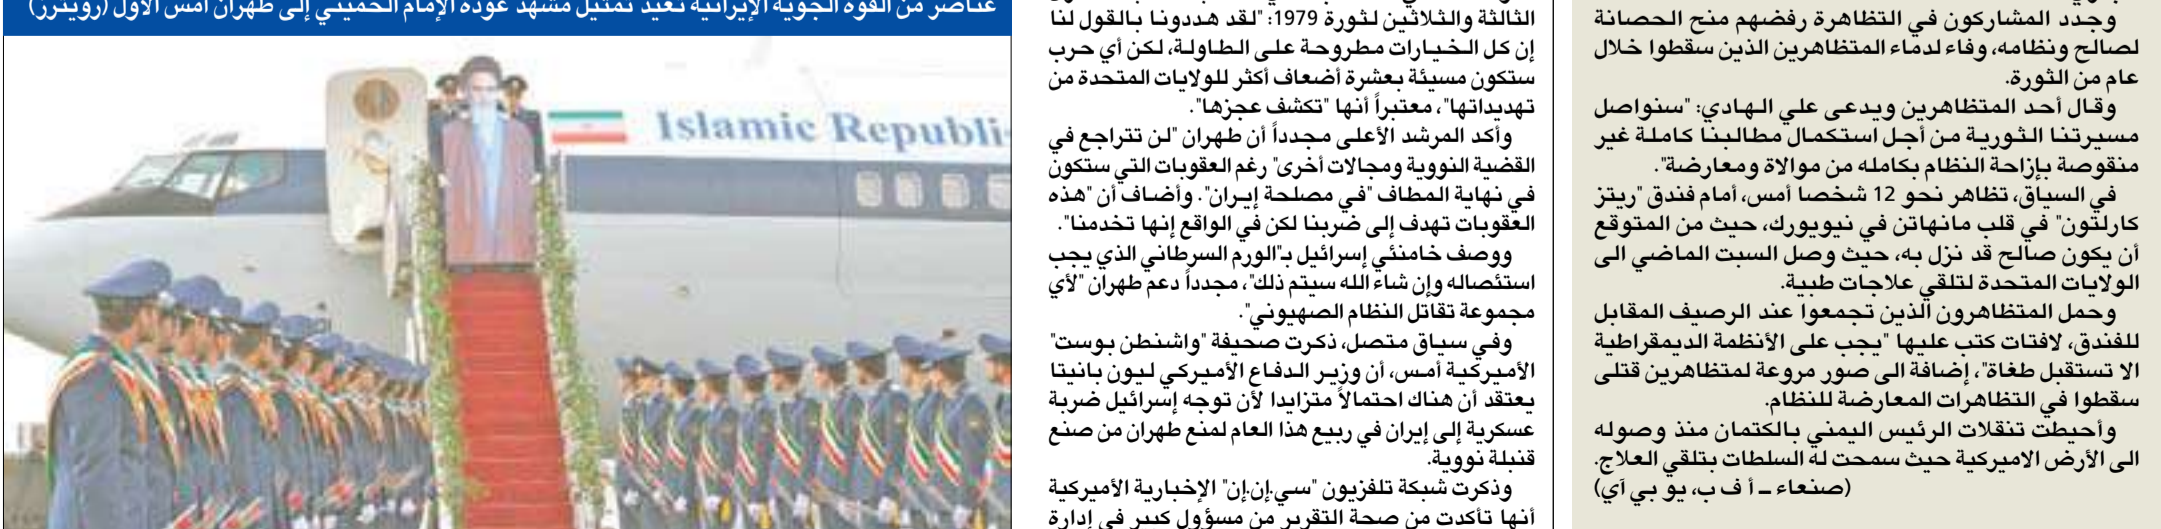 وجدد المشاركون في التظاهرة رفضهم منح الحصانة
لصالح ونظامه، وفاء لدماء المتظاهرين الذين سقطوا خلال
عام من الثورة.
وقال أحد المتظاهرين ويدعى علي الهادي: "سنواصل
مسيرتنا الثورية من أجل استكمال مطالبنا كاملة غير
منقوصة بإزاحة النظام بكامله من موالاة ومعارضة".
في السياق، تظاهر نحو 12 شخصا أمس، أمام فندق "ريتز
كارلتون" في قلب مانهاتن في نيويورك، حيث من المتوقع
أن يكون صالح قد نزل به، حيث وصل السبت الماضي الى
الولايات المتحدة لتلقي علاجات طبية.
وحمل المتظاهرون الذين تجمعوا عند الرصيف المقابل
للفندق، لافتات كتب عليها "يجب على الأنظمة الديمقراطية
الا تستقبل طغاة"، إضافة الى صور مروعة لمتظاهرين قتلى
سقطوا في التظاهرات المعارضة للنظام.
وأحيطت تنقلات الرئيس اليمني بالكتمان منذ وصوله
الى الأرض الاميركية حيث سمحت له السلطات بتلقي العلاج.
(صنعاء ــ أ ف ب، يو بي آي)
الثالثة والثلاثين لثورة 1979: "لقد هددونا بالقول لنا
إن كل الخيارات مطروحة على الطاولة، لكن أي حرب
ستكون مسيئة بعشرة أضعاف أكثر للولايات المتحدة من
تهديداتها"، معتبراً أنها "تكشف عجزها".
وأكد المرشد الأعلى مجدداً أن طهران "لن تتراجع في
القضية النووية ومجالات أخرى" رغم العقوبات التي ستكون
في نهاية المطاف "في مصلحة إيران". وأضاف أن "هذه
العقوبات تهدف إلى ضربنا لكن في الواقع إنها تخدمنا".
ووصف خامنئي إسرائيل بـ"الورم السرطاني الذي يجب
استئصاله وإن شاء الله سيتم ذلك"، مجدداً دعم طهران "لأي
مجموعة تقاتل النظام الصهيوني".
وفي سياق متصل، ذكرت صحيفة "واشنطن بوست"
الأميركية أمس، أن وزير الدفاع الأميركي ليون بانيتا
يعتقد أن هناك احتمالاً متزايدا لأن توجه إسرائيل ضربة
عسكرية إلى إيران في ربيع هذا العام لمنع طهران من صنع
قنبلة نووية.
وذكرت شبكة تلفزيون "سي.إن.إن" الإخبارية الأميركية
أنها تأكدت من صحة التقرير من مسؤول كبير في إدارة
عناصر من القوة الجوية الإيرانية تعيد تمثيل مشهد عودة الإمام الخميني إلى طهران أمس الأول (رويترز)
Islamic Republi